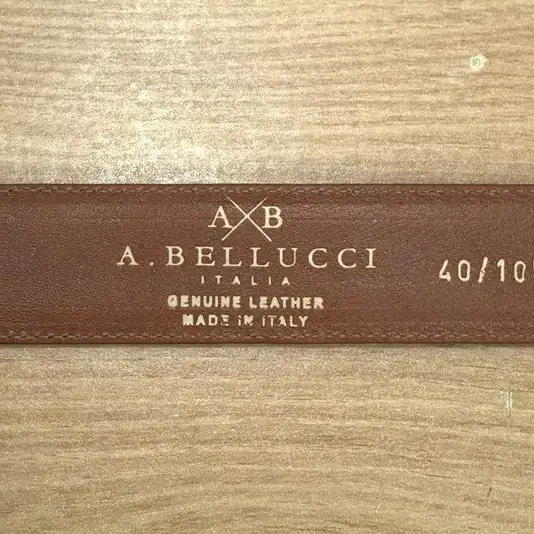 AXB
A. BELLUCCI
ITALIA
GENUINE LEATHER
MADE IN ITALY
40/10